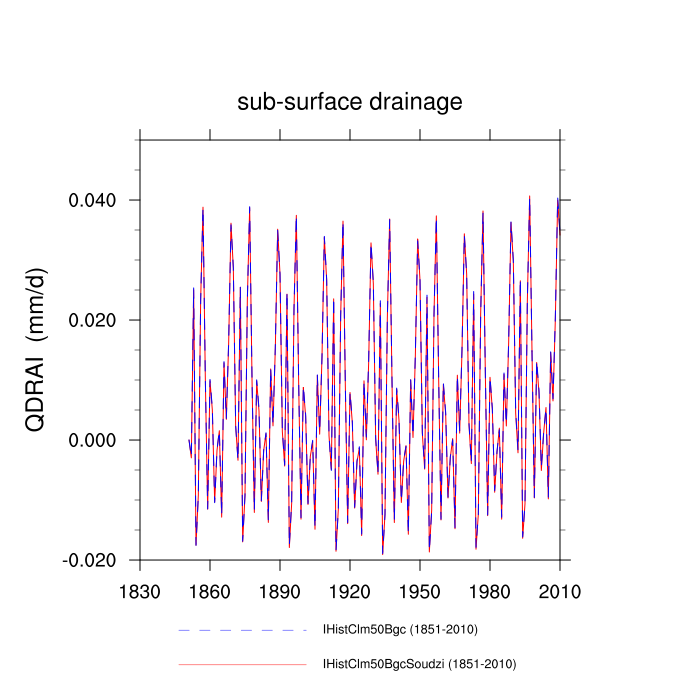 sub-surface drainage
QDRAI (mm/d)
0.040
0.020
0.000
-0.020
1830 1860 1890 1920 1950 1980 2010
IHistClm50Bgc (1851-2010)
IHistClm50BgcSoudzi (1851-2010)